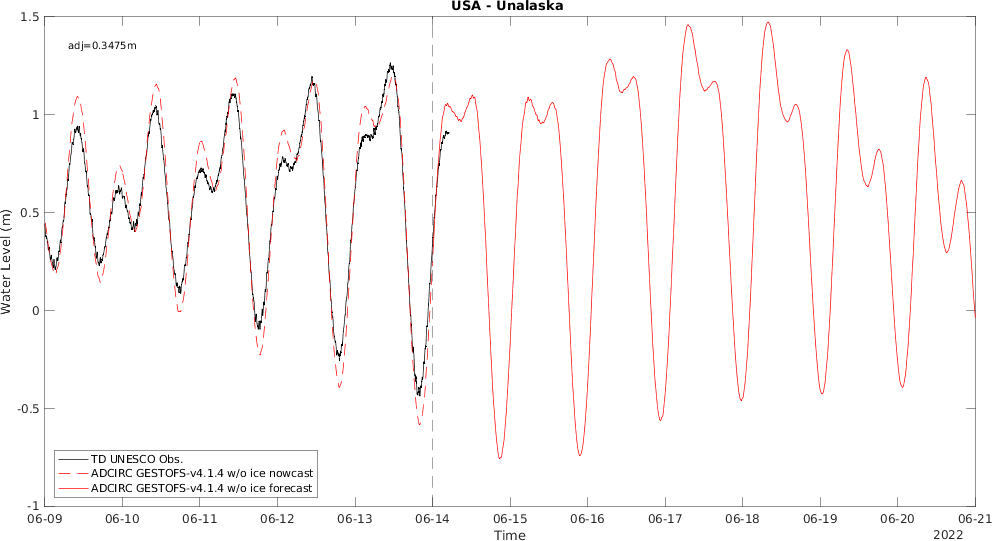 USA - Unalaska
adj=0.3475m
1.5
1
0.5
0
-0.5
-1
Water Level (m)
TD UNESCO Obs.
ADCIRC GESTOFS-v4.1.4 w/o ice nowcast
ADCIRC GESTOFS-v4.1.4 w/o ice forecast
06-09 06-10 06-11 06-12 06-13 06-14 06-15 06-16 06-17 06-18 06-19 06-20 06-21
Time
2022